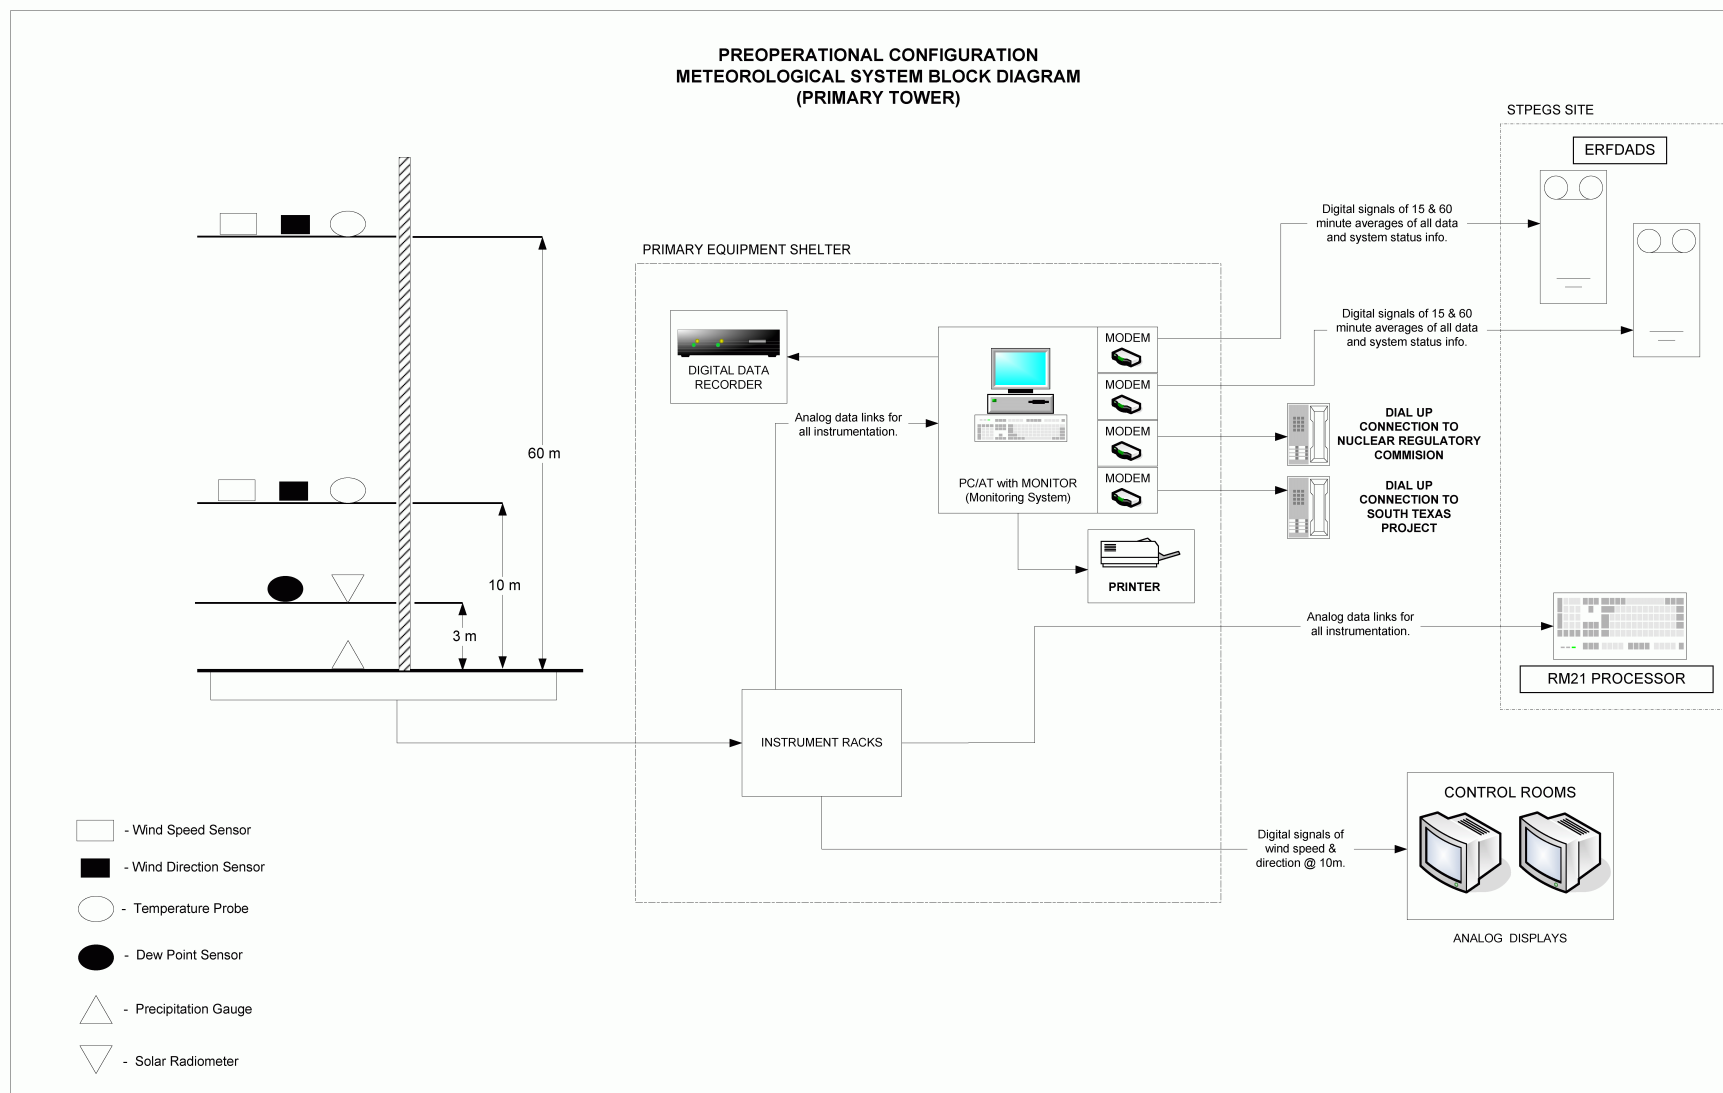 PREOPERATIONAL CONFIGURATION
METEOROLOGICAL SYSTEM BLOCK DIAGRAM
(PRIMARY TOWER)
STPEGS SITE
ERFDADS
Digital signals of 15 & 60
minute averages of all data
and system status info.
PRIMARY EQUIPMENT SHELTER
Digital signals of 15 & 60
minute averages of all data
and system status info.
MODEM
DIGITAL DATA
RECORDER
MODEM
Analog data links for
all instrumentation.
MODEM
DIAL UP
CONNECTION TO
NUCLEAR REGULATORY
COMMISION
60 m
PC/AT with MONITOR
(Monitoring System)
MODEM
DIAL UP
CONNECTION TO
SOUTH TEXAS
PROJECT
10 m
PRINTER
3 m
Analog data links for
all instrumentation.
RM21 PROCESSOR
INSTRUMENT RACKS
CONTROL ROOMS
Digital signals of
wind speed &
direction @ 10m.
ANALOG DISPLAYS
- Wind Speed Sensor
- Wind Direction Sensor
- Temperature Probe
- Dew Point Sensor
- Precipitation Gauge
- Solar Radiometer